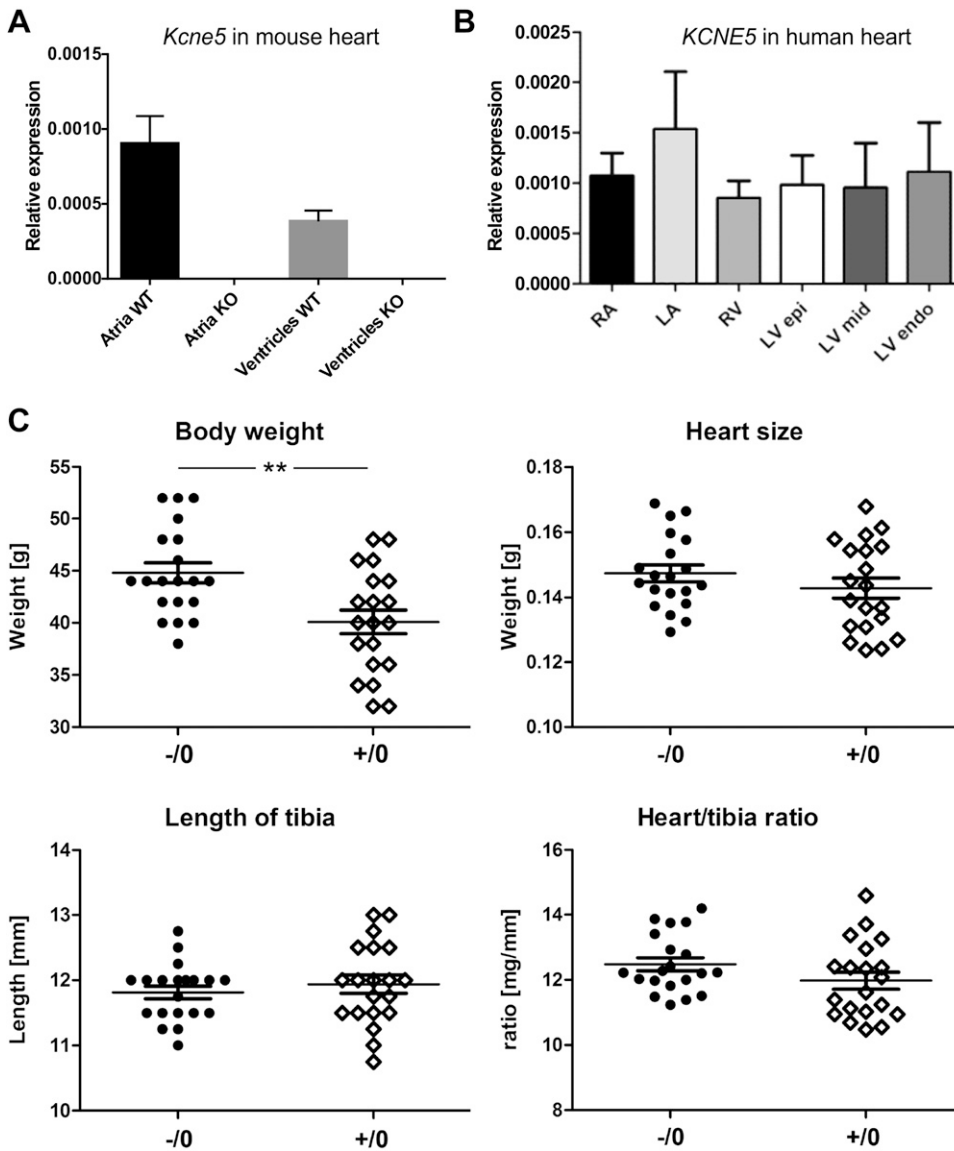 A
Kcne5 in mouse heart
Relative expression
0.0015
0.0010
0.0005
0.0000
Atria WT
Atria KO
Ventricles WT
Ventricles KO
B
KCNE5 in human heart
Relative expression
0.0025
0.0020
0.0015
0.0010
0.0005
0.0000
RA
LA
RV
LV epi
LV mid
LV endo
C
Body weight
**
Weight [g]
55
50
45
40
35
30
-/0
+/0
Heart size
Weight [g]
0.18
0.16
0.14
0.12
0.10
-/0
+/0
Length of tibia
Length [mm]
14
13
12
11
10
-/0
+/0
Heart/tibia ratio
ratio [mg/mm]
16
14
12
10
8
-/0
+/0